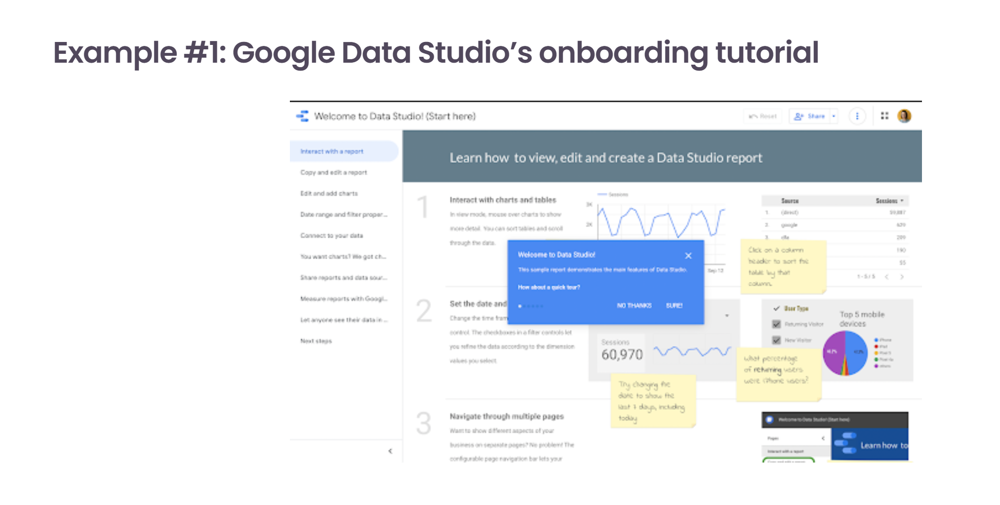 Example #1: Google Data Studio’s onboarding tutorial
Welcome to Data Studio! (Start here)
Reset
Share
Interact with a report
Copy and edit a report
Edit and add charts
Date range and filter proper...
Connect to your data
You want charts? We got ch...
Share reports and data sour...
Measure reports with Googl...
Let anyone see their data in ...
Next steps
Learn how to view, edit and create a Data Studio report
1
Interact with charts and tables
In view mode, mouse over charts to show
more detail. You can sort tables and scroll
through the data.
Sessions
3K
2K
Sep 12
Source Sessions
1. (direct) 59,887
2. google 629
3. dfa 209
190
55
1-5/5
Click on a column
header to sort the
table by that
column.
Welcome to Data Studio!
This sample report demonstrates the main features of Data Studio.
How about a quick tour?
NO THANKS SURE!
2
Set the date and
Change the time fram
control. The checkboxes in a filter controls let
you refine the data according to the dimension
values you select.
Sessions
60,970
User Type
Returning Visitor
New Visitor
Top 5 mobile
devices
iPhone
iPad
others
Try changing the
date to show the
last 7 days, including
today
What percentage
of returning users
were iPhone users?
3
Navigate through multiple pages
Want to show different aspects of your
business on separate pages? No problem! The
configurable page navigation bar lets your
Welcome to Data Studio! (Start here)
Pages
Interact with a report
Learn how to